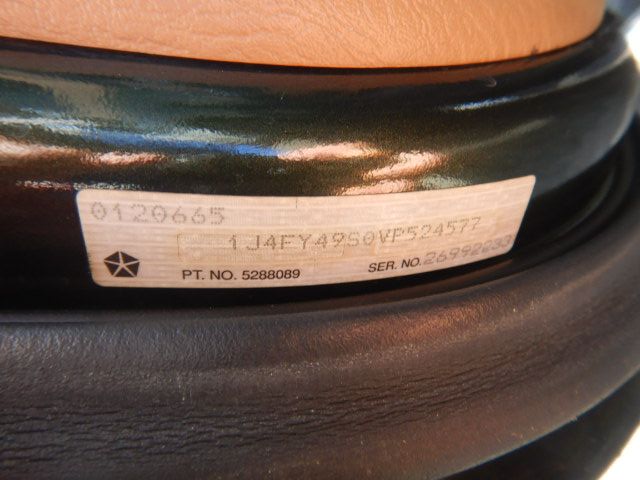 0120665
1J4FY49S0VP524577
PT. NO. 5288089 SER. NO. 26992233